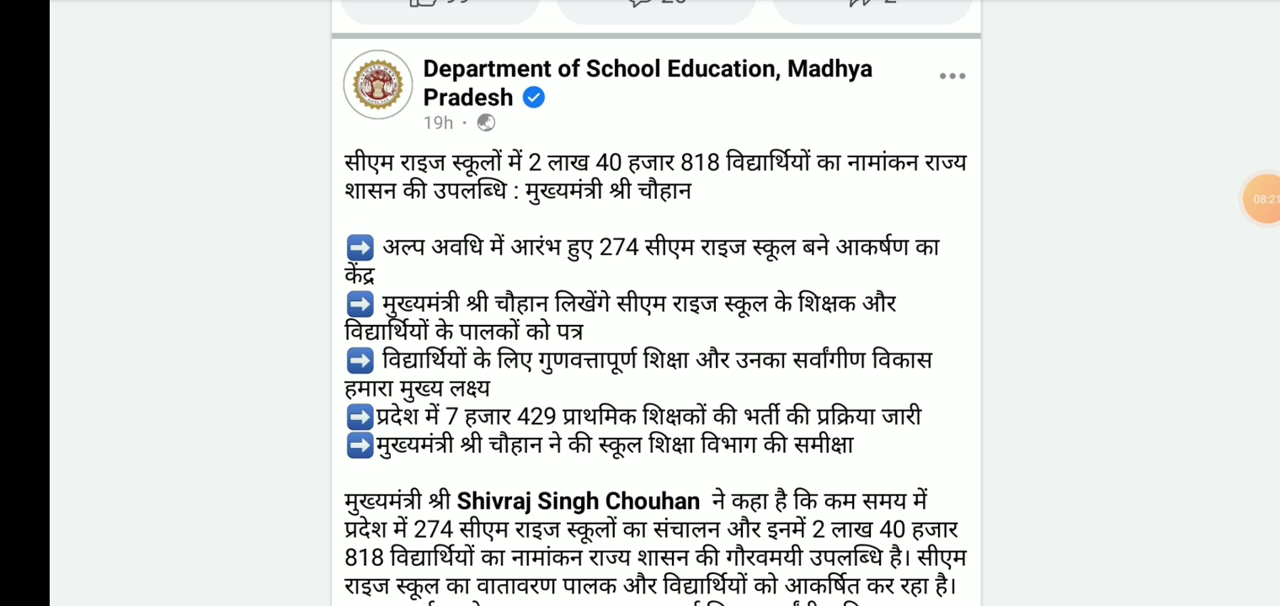 Department of School Education, Madhya
Pradesh
19h ·
सीएम राइज स्कूलों में 2 लाख 40 हजार 818 विद्यार्थियों का नामांकन राज्य
शासन की उपलब्धि : मुख्यमंत्री श्री चौहान
➡️ अल्प अवधि में आरंभ हुए 274 सीएम राइज स्कूल बने आकर्षण का
केंद्र
➡️ मुख्यमंत्री श्री चौहान लिखेंगे सीएम राइज स्कूल के शिक्षक और
विद्यार्थियों के पालकों को पत्र
➡️ विद्यार्थियों के लिए गुणवत्तापूर्ण शिक्षा और उनका सर्वांगीण विकास
हमारा मुख्य लक्ष्य
➡️प्रदेश में 7 हजार 429 प्राथमिक शिक्षकों की भर्ती की प्रक्रिया जारी
➡️मुख्यमंत्री श्री चौहान ने की स्कूल शिक्षा विभाग की समीक्षा
मुख्यमंत्री श्री Shivraj Singh Chouhan ने कहा है कि कम समय में
प्रदेश में 274 सीएम राइज स्कूलों का संचालन और इनमें 2 लाख 40 हजार
818 विद्यार्थियों का नामांकन राज्य शासन की गौरवमयी उपलब्धि है। सीएम
राइज स्कूल का वातावरण पालक और विद्यार्थियों को आकर्षित कर रहा है।
08:21